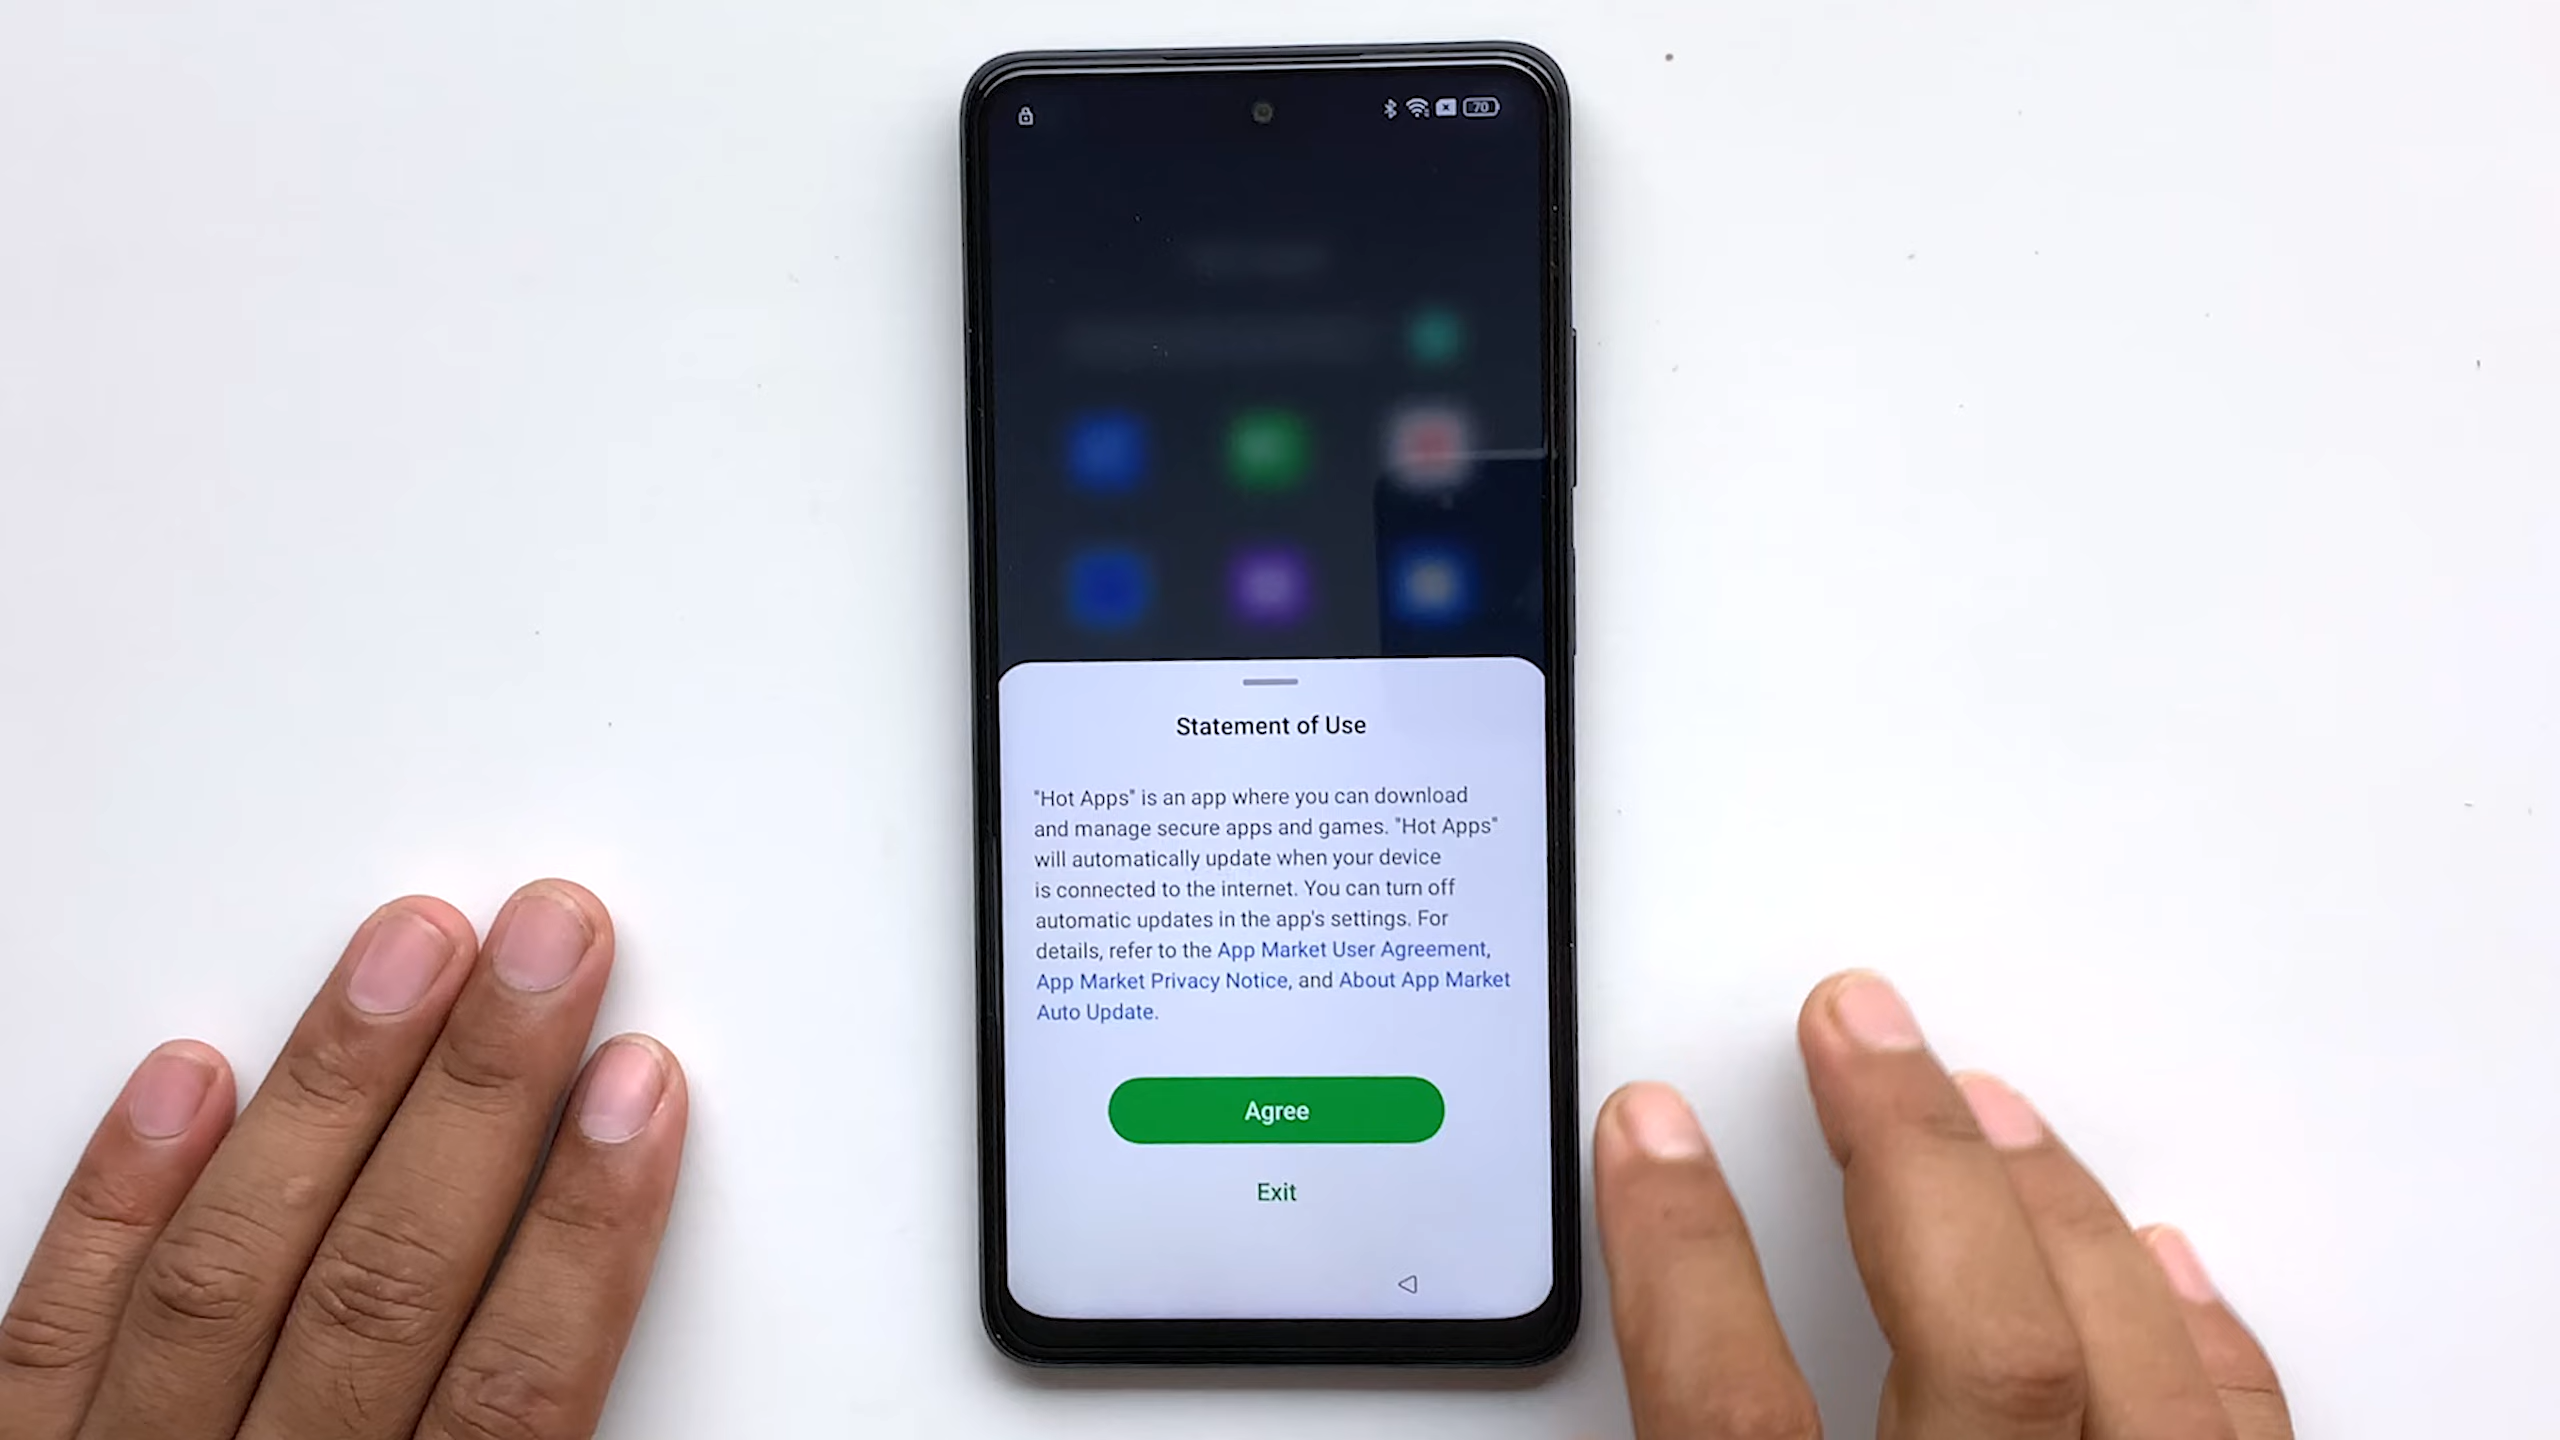 70
Statement of Use
"Hot Apps" is an app where you can download
and manage secure apps and games. "Hot Apps"
will automatically update when your device
is connected to the internet. You can turn off
automatic updates in the app's settings. For
details, refer to the App Market User Agreement,
App Market Privacy Notice, and About App Market
Auto Update.
Agree
Exit